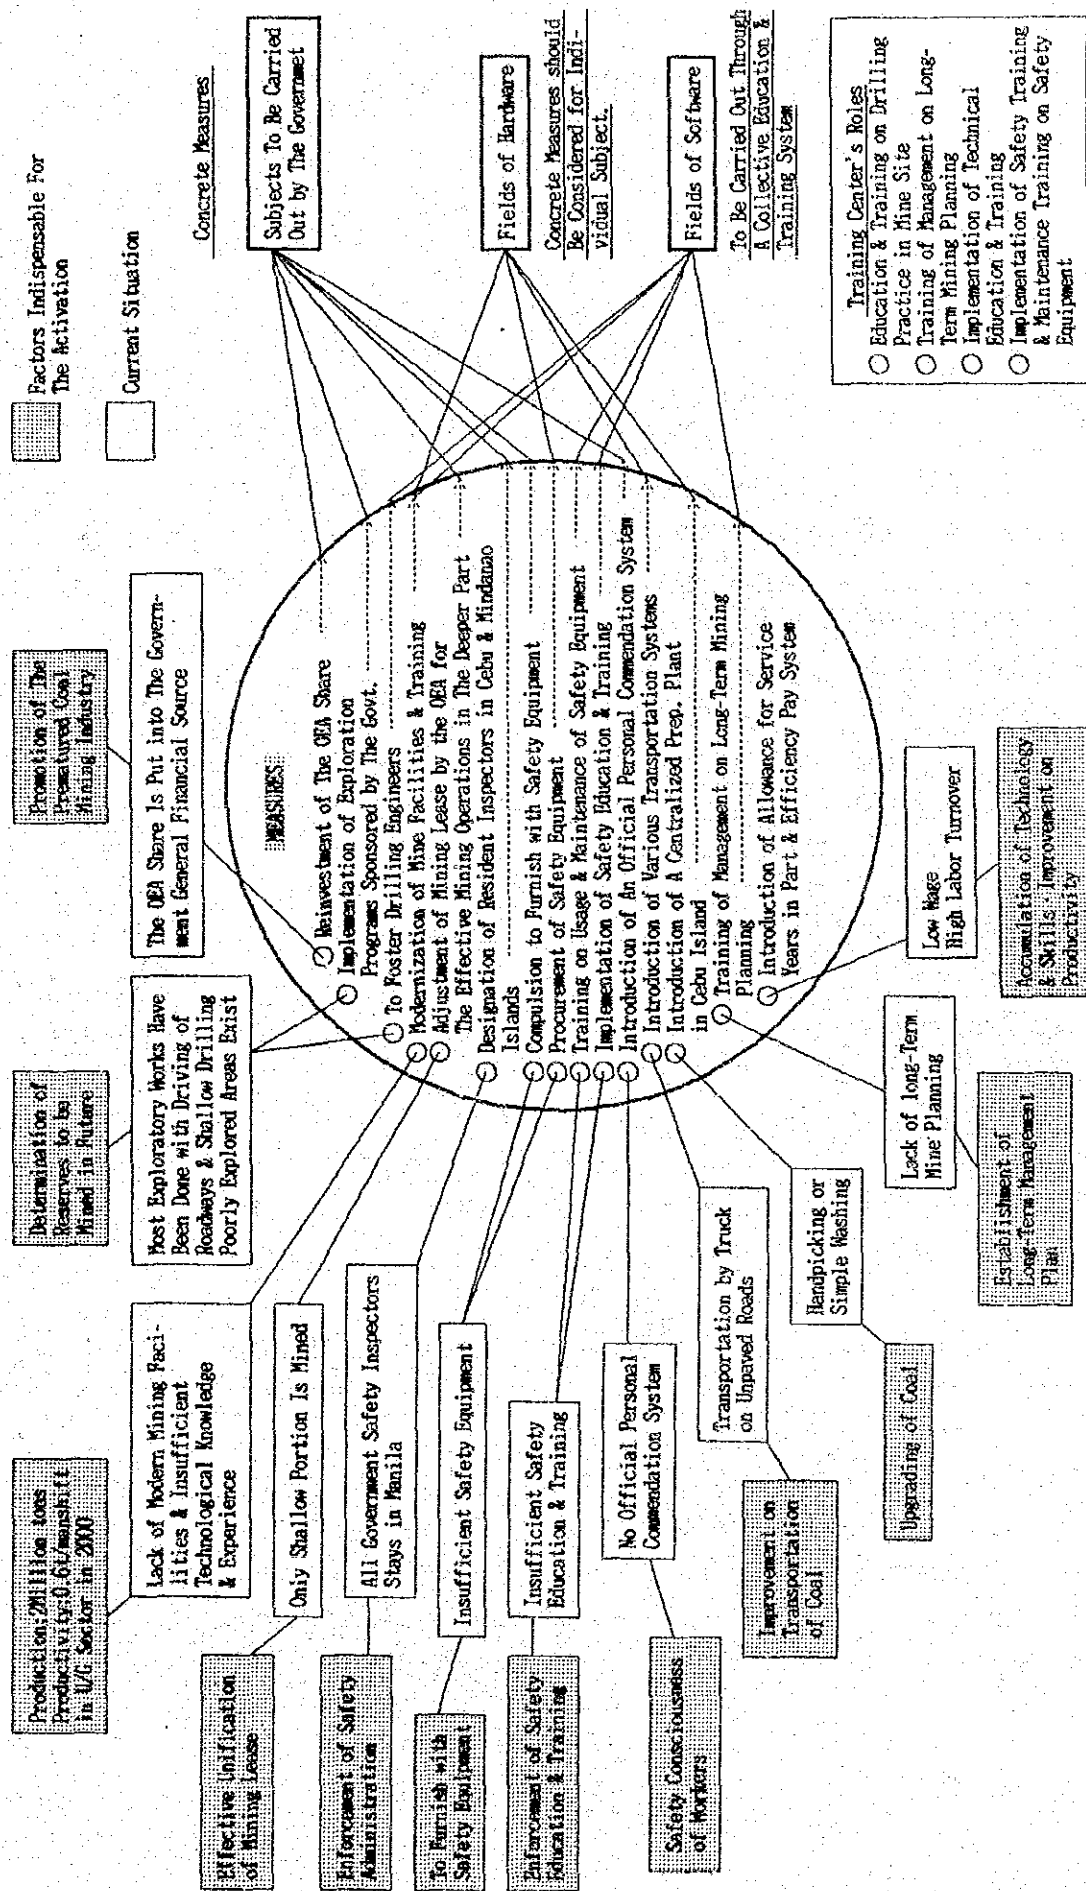 Factors Indispensable For
The Activation
Current Situation
Production;2Million tons
Productivity;0.6t/manshift
in U/G Sector in 2000
Determination of
Reserves to be
Mined in Future
Promotion of The
Prematured Coal
Mining Industry
Effective Unification
of Mining Lease
Lack of Modern Mining Faci-
lities & Insufficient
Technological Knowledge
& Experience
Most Exploratory Works Have
Been Done with Driving of
Roadways & Shallow Drilling
Poorly Explored Areas Exist
The OEA Share Is Put into The Govern-
ment General Financial Source
Only Shallow Portion Is Mined
Enforcement of Safety
Administration
All Government Safety Inspectors
Stays in Manila
To Furnish with
Safety Equipment
Insufficient Safety Equipment
Enforcement of Safety
Education & Training
Insufficient Safety
Education & Training
Safety Consciousness
of Workers
No Official Personal
Commendation System
Improvement on
Transportation
of Coal
Transportation by Truck
on Unpaved Roads
Upgrading of Coal
Handpicking or
Simple Washing
Establishment of
Long-Term Management
Plan
Lack of long-Term
Mine Planning
Low Wage
High Labor Turnover
Accumulation of Technology
& Skills · Improvement on
Productivity
MEASURES
Reinvestment of The OEA Share
Implementation of Exploration
Programs Sponsored by The Govt.
To Foster Drilling Engineers
Modernization of Mine Facilities & Training
Adjustment of Mining Lease by the OEA for
The Effective Mining Operations in The Deeper Part
Designation of Resident Inspectors in Cebu & Mindanao
Islands
Compulsion to Furnish with Safety Equipment
Procurement of Safety Equipment
Training on Usage & Maintenance of Safety Equipment
Implementation of Safety Education & Training
Introduction of An Official Personal Commendation System
Introduction of Various Transportation Systems
Introduction of A Centralized Prep. Plant
in Cebu Island
Training of Management on Long-Term Mining
Planning
Introduction of Allowance for Service
Years in Part & Efficiency Pay System
Concrete Measures
Subjects To Be Carried
Out by The Governmet
Fields of Hardware
Concrete Measures should
Be Considered for Indi-
vidual Subject.
Fields of Software
To Be Carried Out Through
A Collective Education &
Training System
Training Center's Roles
Education & Training on Drilling
Practice in Mine Site
Training of Management on Long-
Term Mining Planning
Implementation of Technical
Education & Training
Implementation of Safety Training
& Maintenance Training on Safety
Equipment